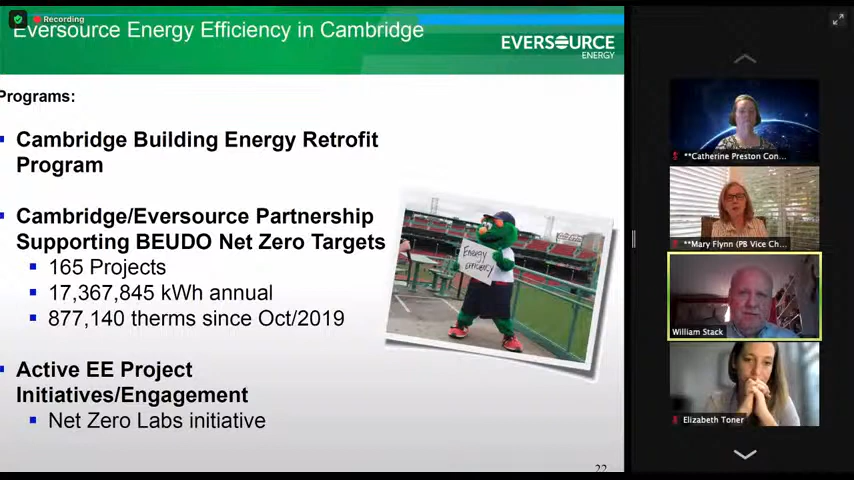 Recording
Eversource Energy Efficiency in Cambridge
EVERSOURCE
ENERGY
Programs:
Cambridge Building Energy Retrofit
Program
Cambridge/Eversource Partnership
Supporting BEUDO Net Zero Targets
165 Projects
17,367,845 kWh annual
877,140 therms since Oct/2019
Energy
efficiency
Active EE Project
Initiatives/Engagement
Net Zero Labs initiative
22
**Catherine Preston Con...
**Mary Flynn (PB Vice Ch...
William Stack
Elizabeth Toner